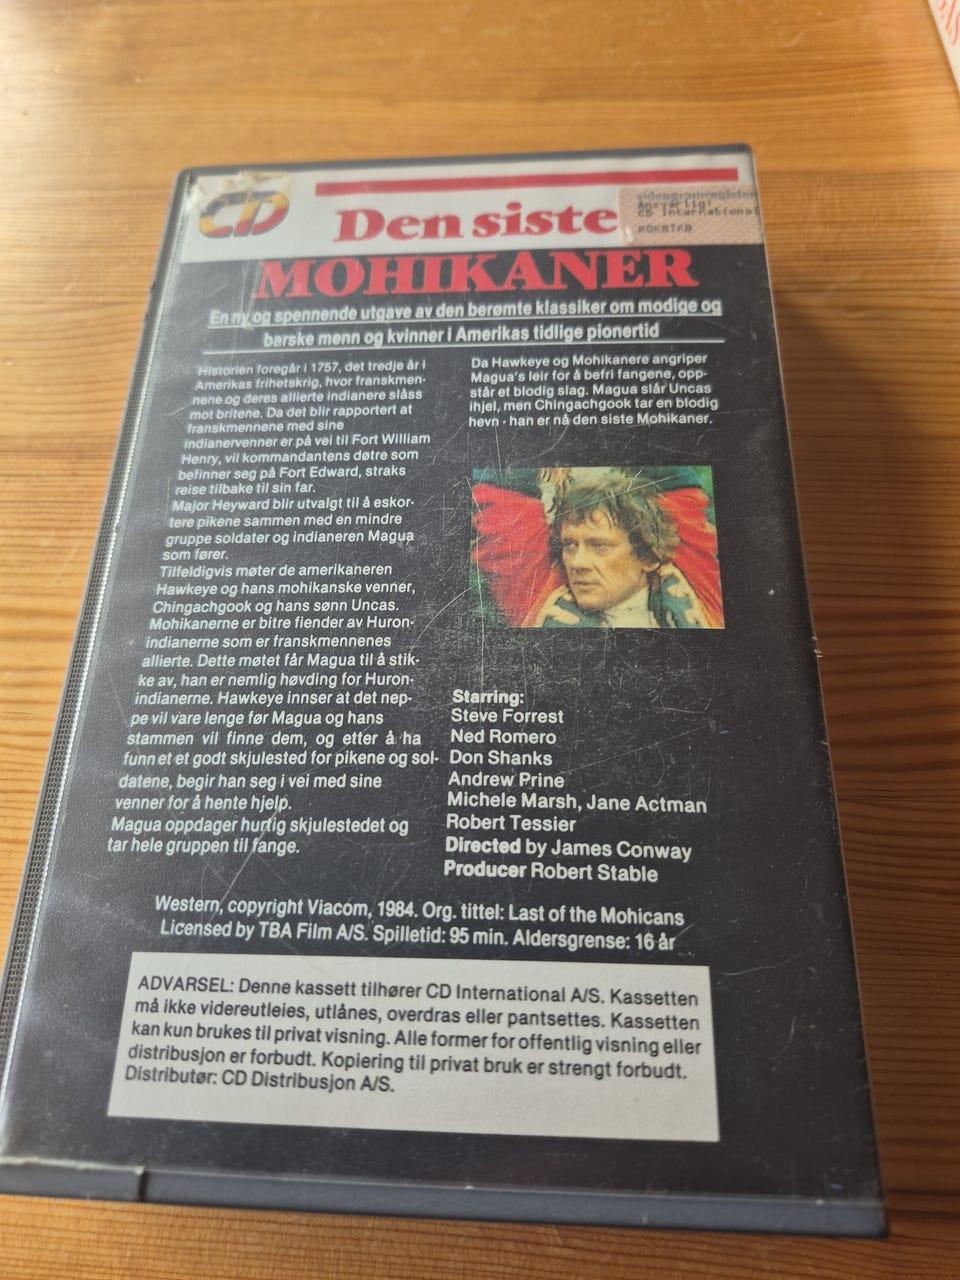 CD
Den siste
videogramregister
Ansvarlig:
CD International
KOKSTAD
MOHIKANER
En ny og spennende utgave av den berømte klassiker om modige og
barske menn og kvinner i Amerikas tidlige pionertid
Historien foregår i 1757, det tredje år i
Amerikas frihetskrig, hvor franskmen-
nene og deres allierte indianere slåss
mot britene. Da det blir rapportert at
franskmennene med sine
indianervenner er på vei til Fort William
Henry, vil kommandantens døtre som
befinner seg på Fort Edward, straks
reise tilbake til sin far.
Major Heyward blir utvalgt til å eskor-
tere pikene sammen med en mindre
gruppe soldater og indianeren Magua
som fører.
Tilfeldigvis møter de amerikaneren
Hawkeye og hans mohikanske venner,
Chingachgook og hans sønn Uncas.
Mohikanerne er bitre fiender av Huron-
indianerne som er franskmennenes
allierte. Dette møtet får Magua til å stik-
ke av, han er nemlig høvding for Huron-
indianerne. Hawkeye innser at det nep-
pe vil vare lenge før Magua og hans
stammen vil finne dem, og etter å ha
funnet et godt skjulested for pikene og sol-
datene, begir han seg i vei med sine
venner for å hente hjelp.
Magua oppdager hurtig skjulestedet og
tar hele gruppen til fange.
Da Hawkeye og Mohikanere angriper
Magua's leir for å befri fangene, opp-
står et blodig slag. Magua slår Uncas
ihjel, men Chingachgook tar en blodig
hevn - han er nå den siste Mohikaner.
Starring:
Steve Forrest
Ned Romero
Don Shanks
Andrew Prine
Michele Marsh, Jane Actman
Robert Tessier
Directed by James Conway
Producer Robert Stable
Western, copyright Viacom, 1984. Org. tittel: Last of the Mohicans
Licensed by TBA Film A/S. Spilletid: 95 min. Aldersgrense: 16 år
ADVARSEL: Denne kassett tilhører CD International A/S. Kassetten
må ikke videreutleies, utlånes, overdras eller pantsettes. Kassetten
kan kun brukes til privat visning. Alle former for offentlig visning eller
distribusjon er forbudt. Kopiering til privat bruk er strengt forbudt.
Distributør: CD Distribusjon A/S.